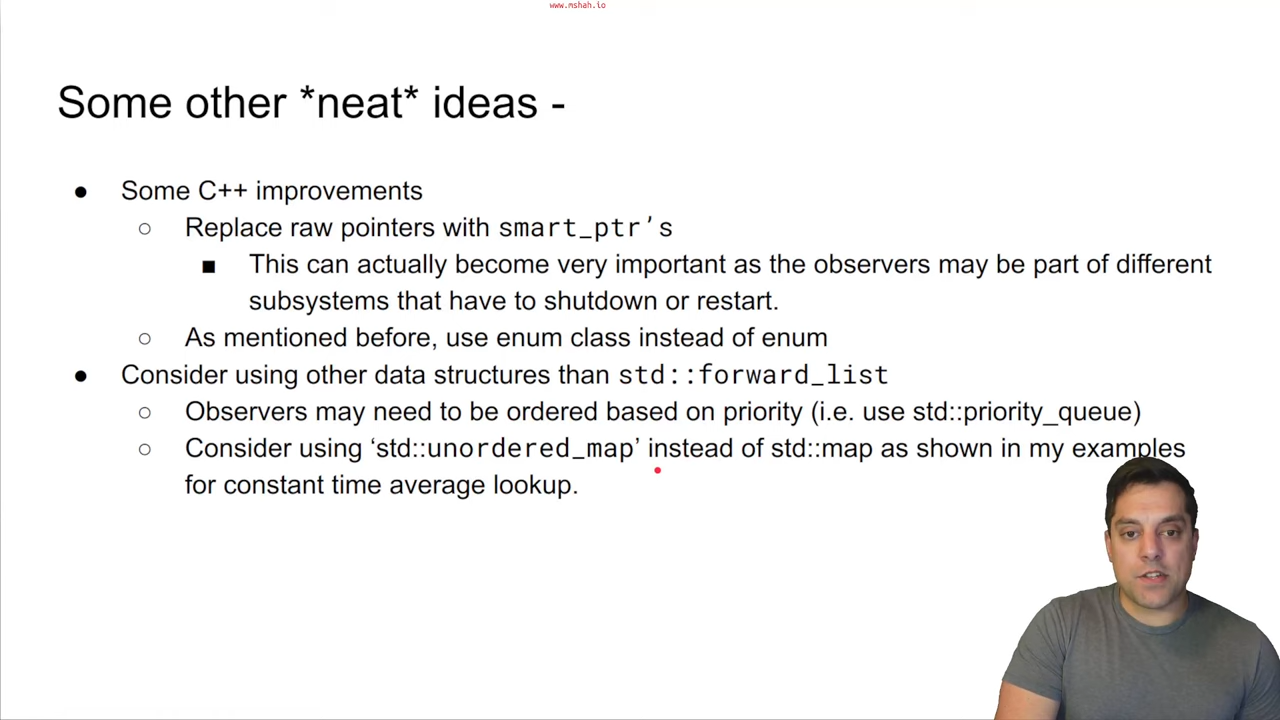 www.mshah.io
Some other *neat* ideas -
● Some C++ improvements
○ Replace raw pointers with smart_ptr's
■ This can actually become very important as the observers may be part of different
subsystems that have to shutdown or restart.
○ As mentioned before, use enum class instead of enum
● Consider using other data structures than std::forward_list
○ Observers may need to be ordered based on priority (i.e. use std::priority_queue)
○ Consider using ‘std::unordered_map’ instead of std::map as shown in my examples
for constant time average lookup.